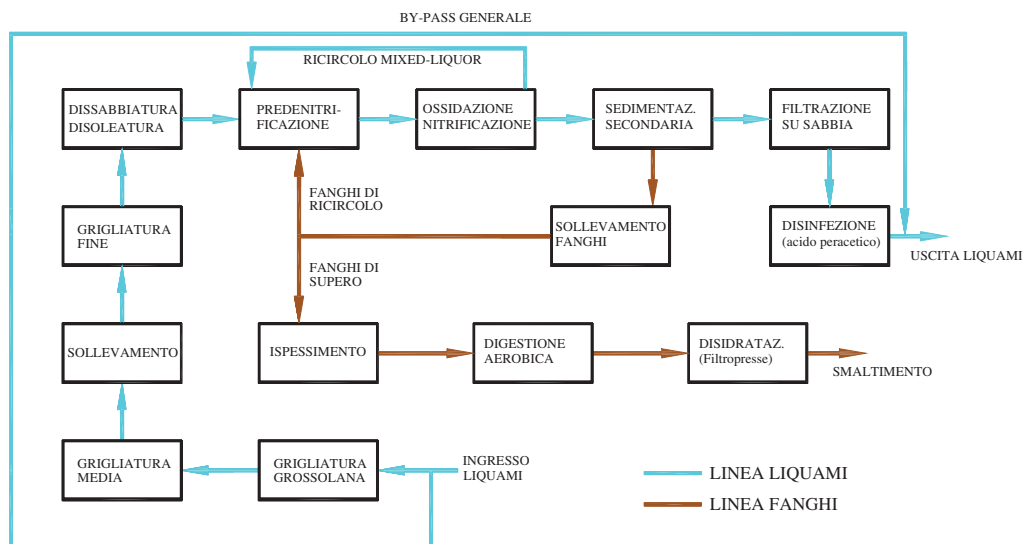 BY-PASS GENERALE
RICIRCOLO MIXED-LIQUOR
DISSABBIATURA
DISOLEATURA
PREDENITRI-
FICAZIONE
OSSIDAZIONE
NITRIFICAZIONE
SEDIMENTAZ.
SECONDARIA
FILTRAZIONE
SU SABBIA
FANGHI DI
RICIRCOLO
GRIGLIATURA
FINE
SOLLEVAMENTO
FANGHI
DISINFEZIONE
(acido peracetico)
USCITA LIQUAMI
FANGHI DI
SUPERO
SOLLEVAMENTO
ISPESSIMENTO
DIGESTIONE
AEROBICA
DISIDRATAZ.
(Filtropresse)
SMALTIMENTO
GRIGLIATURA
MEDIA
GRIGLIATURA
GROSSOLANA
INGRESSO
LIQUAMI
LINEA LIQUAMI
LINEA FANGHI